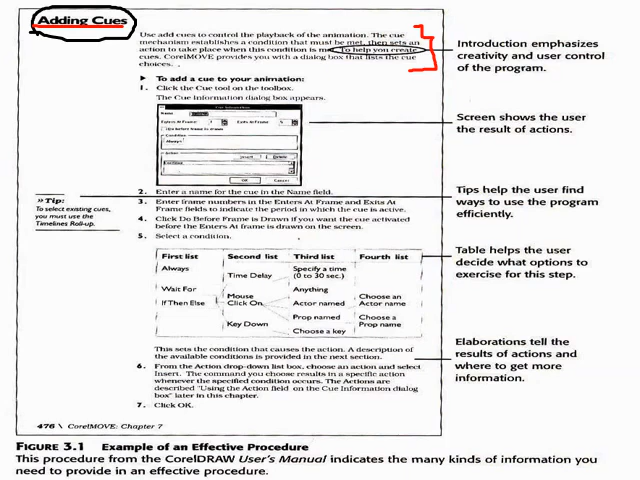 Adding Cues
Use add cues to control the playback of the animation. The cue
mechanism establishes a condition that must be met, then sets an
action to take place when this condition is met. To help you create
cues, CorelMOVE provides you with a dialog box that lists the cue
choices.
Introduction emphasizes
creativity and user control
of the program.
► To add a cue to your animation:
1. Click the Cue tool on the toolbox.
The Cue Information dialog box appears.
Name
Enters At Frame:
Exits At Frame
Condition
Always
Action
Insert
Delete
OK
Cancel
Screen shows the user
the result of actions.
2. Enter a name for the cue in the Name field.
3. Enter frame numbers in the Enters At Frame and Exits At
Frame fields to indicate the period in which the cue is active.
4. Click Do Before Frame is Drawn if you want the cue activated
before the Enters At frame is drawn on the screen.
5. Select a condition.
» Tip:
To select existing cues,
you must use the
Timelines Roll-up.
Tips help the user find
ways to use the program
efficiently.
First list Second list Third list Fourth list
Always
Time Delay
Specify a time
(0 to 30 sec.)
Wait For
Anything
If Then Else
Mouse
Click On
Actor named
Choose an
Actor name
Prop named
Choose a
Prop name
Key Down
Choose a key
Table helps the user
decide what options to
exercise for this step.
This sets the condition that causes the action. A description of
the available conditions is provided in the next section.
6. From the Action drop-down list box, choose an action and select
Insert. The command you choose results in a specific action
whenever the specified condition occurs. The Actions are
described "Using the Action field on the Cue Information dialog
box" later in this chapter.
7. Click OK.
Elaborations tell the
results of actions and
where to get more
information.
476 \ CorelMOVE: Chapter 7
FIGURE 3.1 Example of an Effective Procedure
This procedure from the CorelDRAW User's Manual indicates the many kinds of information you
need to provide in an effective procedure.